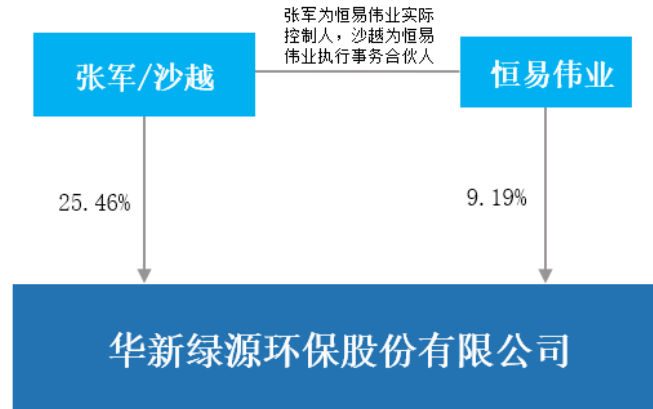 张军为恒易伟业实际
控制人，沙越为恒易
伟业执行事务合伙人
张军/沙越
恒易伟业
25.46%
9.19%
华新绿源环保股份有限公司